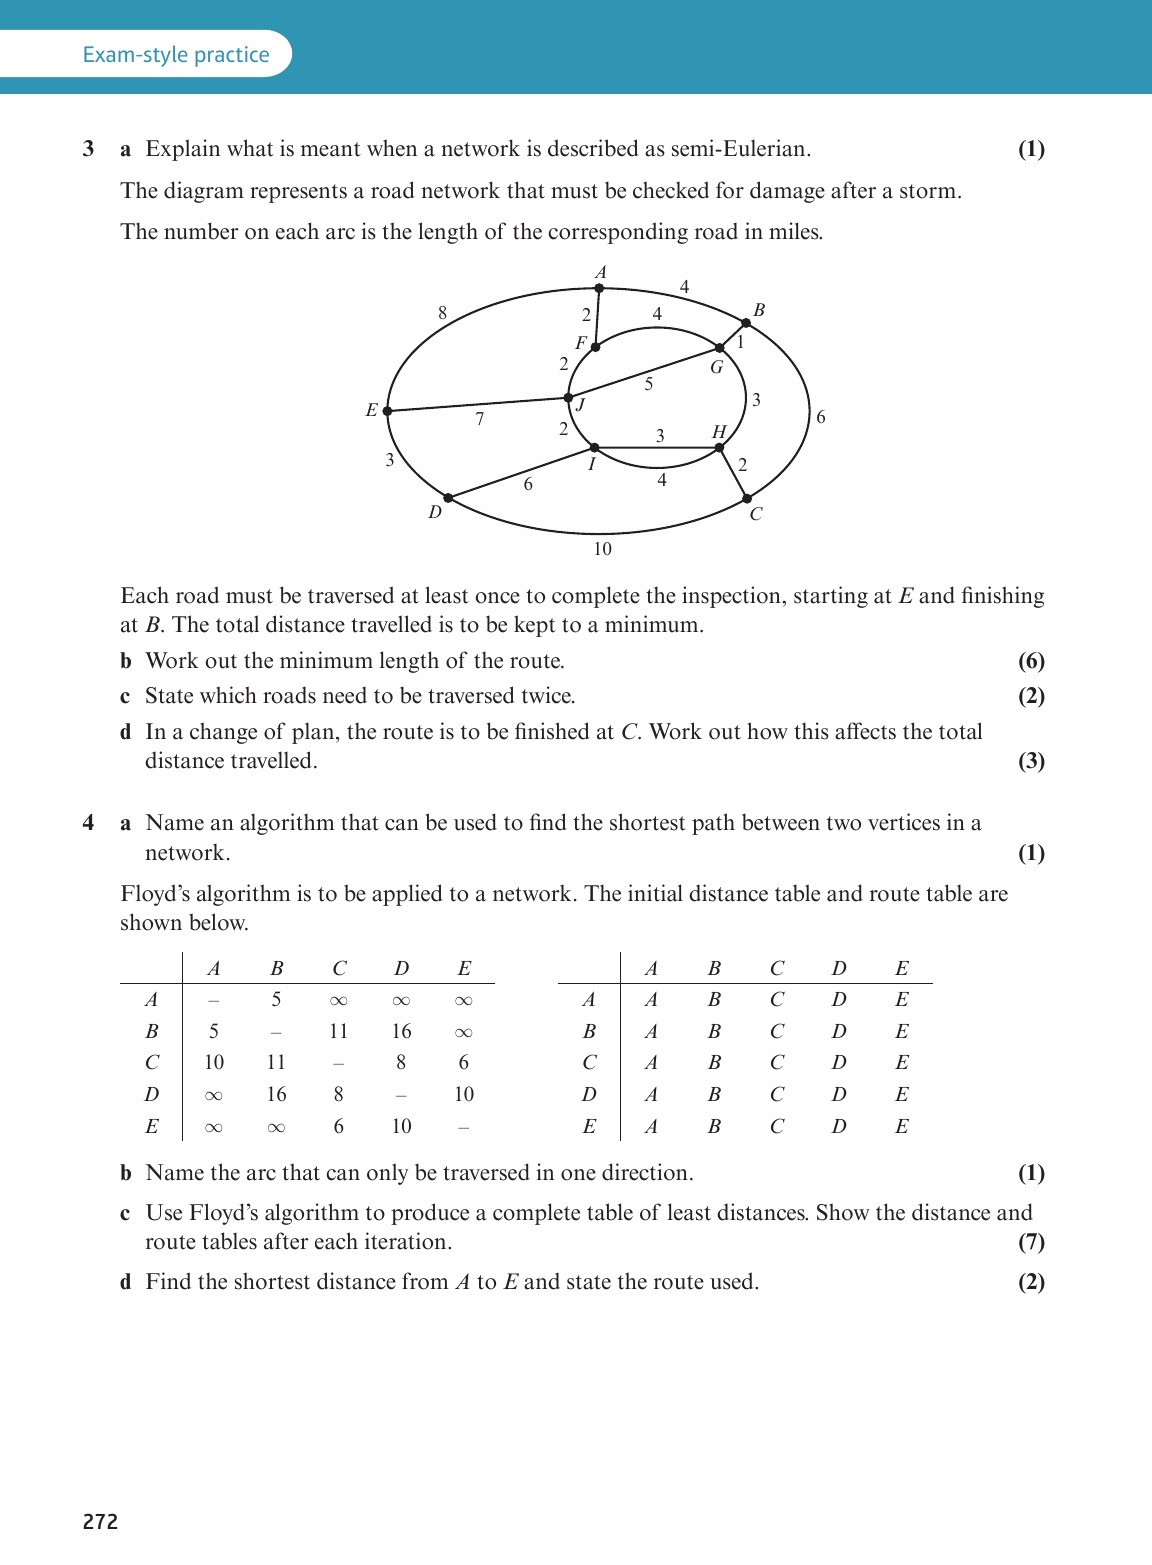 Exam-style practice
3 a Explain what is meant when a network is described as semi-Eulerian. (1)
The diagram represents a road network that must be checked for damage after a storm.
The number on each arc is the length of the corresponding road in miles.
A
4
8
B
2
4
F
1
2
G
5
E
J
3
7
6
2
3
H
3
I
2
6
4
D
C
10
Each road must be traversed at least once to complete the inspection, starting at E and finishing
at B. The total distance travelled is to be kept to a minimum.
b Work out the minimum length of the route. (6)
c State which roads need to be traversed twice. (2)
d In a change of plan, the route is to be finished at C. Work out how this affects the total
distance travelled. (3)
4 a Name an algorithm that can be used to find the shortest path between two vertices in a
network. (1)
Floyd's algorithm is to be applied to a network. The initial distance table and route table are
shown below.
A B C D E A B C D E
A – 5 ∞ ∞ ∞ A A B C D E
B 5 – 11 16 ∞ B A B C D E
C 10 11 – 8 6 C A B C D E
D ∞ 16 8 – 10 D A B C D E
E ∞ ∞ 6 10 – E A B C D E
b Name the arc that can only be traversed in one direction. (1)
c Use Floyd's algorithm to produce a complete table of least distances. Show the distance and
route tables after each iteration. (7)
d Find the shortest distance from A to E and state the route used. (2)
272